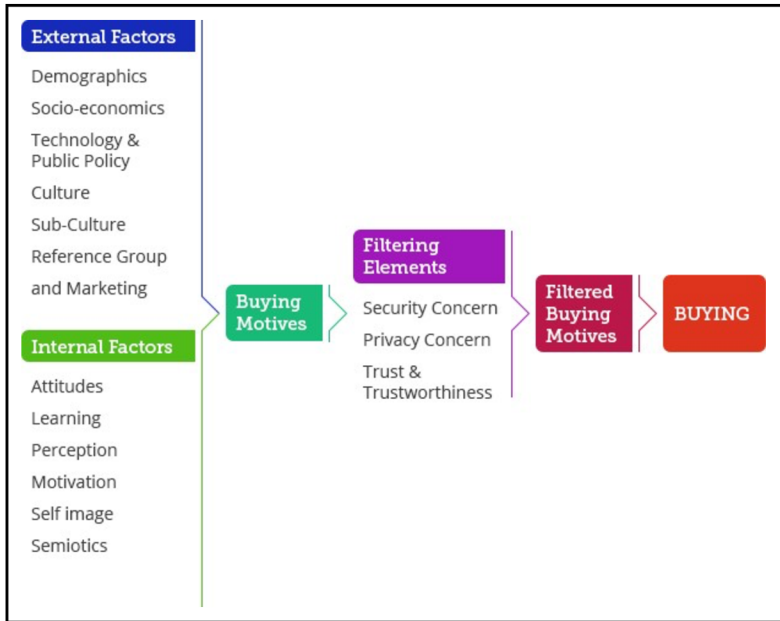 External Factors
Demographics
Socio-economics
Technology &
Public Policy
Culture
Sub-Culture
Reference Group
and Marketing
Internal Factors
Attitudes
Learning
Perception
Motivation
Self image
Semiotics
Buying
Motives
Filtering
Elements
Security Concern
Privacy Concern
Trust &
Trustworthiness
Filtered
Buying
Motives
BUYING